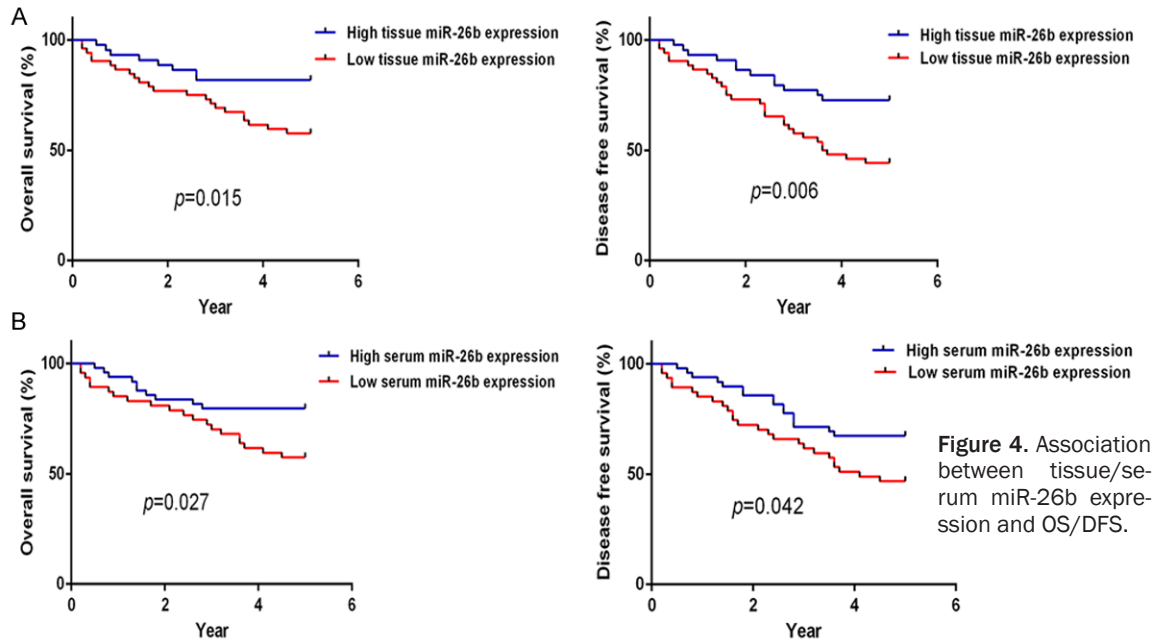 A
High tissue miR-26b expression
Low tissue miR-26b expression
Overall survival (%)
100
50
0
p=0.015
0 2 4 6
Year
High tissue miR-26b expression
Low tissue miR-26b expression
Disease free survival (%)
100
50
0
p=0.006
0 2 4 6
Year
B
High serum miR-26b expression
Low serum miR-26b expression
Overall survival (%)
100
50
0
p=0.027
0 2 4 6
Year
High serum miR-26b expression
Low serum miR-26b expression
Disease free survival (%)
100
50
0
p=0.042
0 2 4 6
Year
Figure 4. Association
between tissue/se-
rum miR-26b expre-
ssion and OS/DFS.